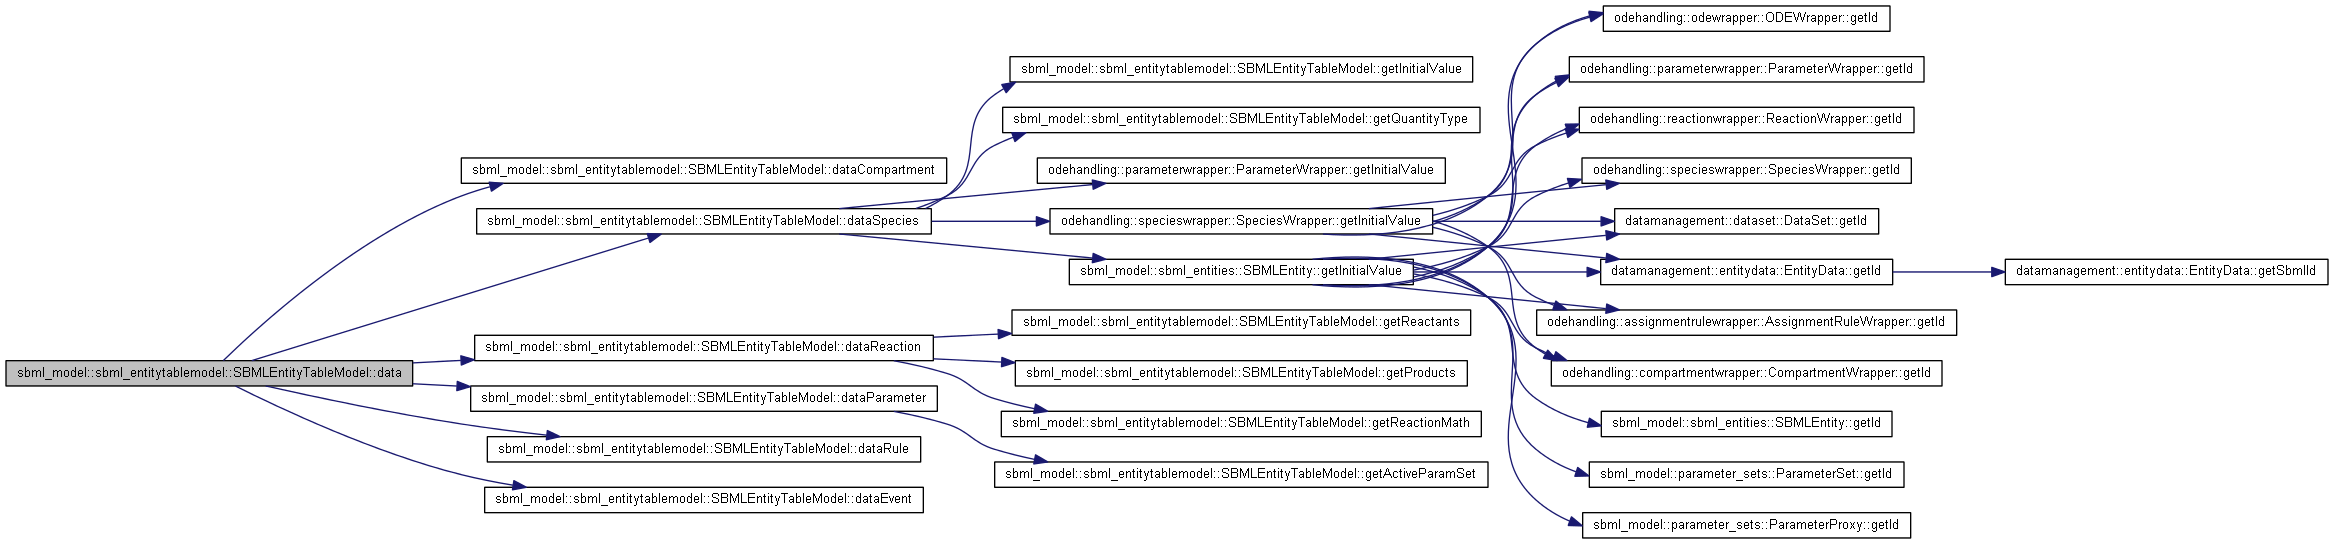 odehandling::odewrapper::ODEWrapper::getId
sbml_model::sbml_entitytablemodel::SBMLEntityTableModel::getInitialValue
odehandling::parameterwrapper::ParameterWrapper::getId
sbml_model::sbml_entitytablemodel::SBMLEntityTableModel::getQuantityType
odehandling::reactionwrapper::ReactionWrapper::getId
sbml_model::sbml_entitytablemodel::SBMLEntityTableModel::dataCompartment
odehandling::parameterwrapper::ParameterWrapper::getInitialValue
odehandling::specieswrapper::SpeciesWrapper::getId
sbml_model::sbml_entitytablemodel::SBMLEntityTableModel::dataSpecies
odehandling::specieswrapper::SpeciesWrapper::getInitialValue
datamanagement::dataset::DataSet::getId
sbml_model::sbml_entities::SBMLEntity::getInitialValue
datamanagement::entitydata::EntityData::getId
datamanagement::entitydata::EntityData::getSbmlId
sbml_model::sbml_entitytablemodel::SBMLEntityTableModel::getReactants
odehandling::assignmentrulewrapper::AssignmentRuleWrapper::getId
sbml_model::sbml_entitytablemodel::SBMLEntityTableModel::dataReaction
sbml_model::sbml_entitytablemodel::SBMLEntityTableModel::data
sbml_model::sbml_entitytablemodel::SBMLEntityTableModel::getProducts
odehandling::compartmentwrapper::CompartmentWrapper::getId
sbml_model::sbml_entitytablemodel::SBMLEntityTableModel::dataParameter
sbml_model::sbml_entitytablemodel::SBMLEntityTableModel::getReactionMath
sbml_model::sbml_entities::SBMLEntity::getId
sbml_model::sbml_entitytablemodel::SBMLEntityTableModel::dataRule
sbml_model::sbml_entitytablemodel::SBMLEntityTableModel::getActiveParamSet
sbml_model::parameter_sets::ParameterSet::getId
sbml_model::sbml_entitytablemodel::SBMLEntityTableModel::dataEvent
sbml_model::parameter_sets::ParameterProxy::getId